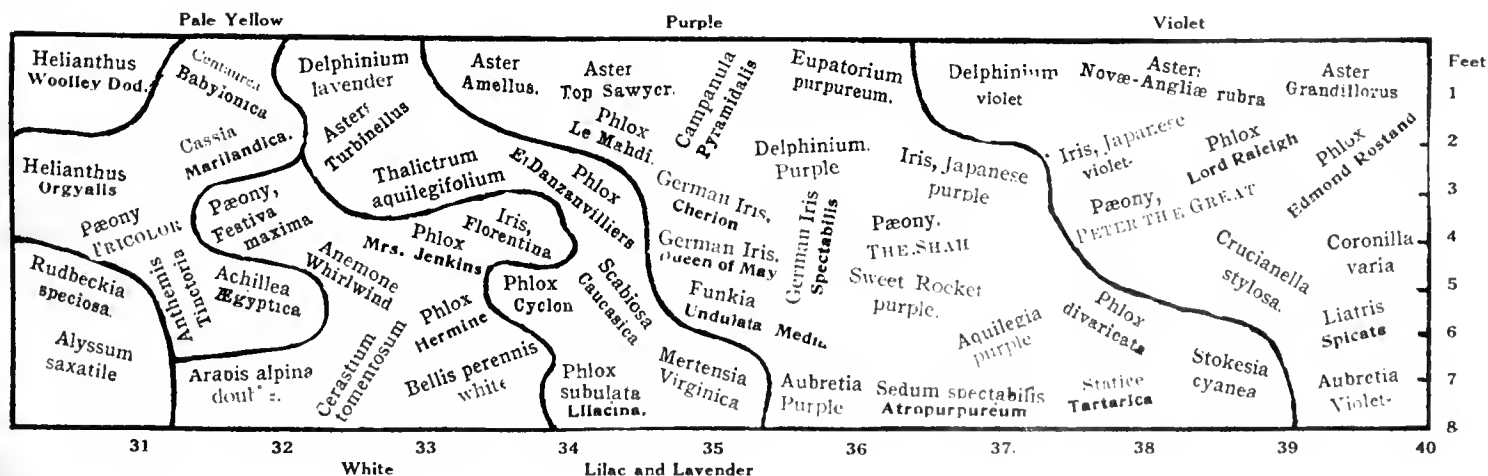 Pale Yellow
Purple
Violet
Feet
Helianthus
Woolley Dod.
Centaurea
Babyionica
Delphinium
lavender
Aster
Amellus.
Aster
Top Sawyer.
Campanula
Pyramidalis
Eupatorium
purpureum.
Delphinium
violet
Aster:
Novæ-Angliæ rubra
Aster
Grandiflorus
1
Cassia
Marilandica.
Aster:
Turbinellus
Phlox
Le Mahdi.
Delphinium.
Purple
Iris, Japanese
purple
Iris, Japanese
violet-
Phlox
Lord Raleigh
Phlox
Edmond Rostand
2
Helianthus
Orgyalis
Thalictrum
aquilegifolium
Phlox
E. Danzanvilliers
German Iris,
Cherion
3
Pæony
TRICOLOR
Pæony,
Festiva
maxima
Phlox
Mrs. Jenkins
Iris,
Florentina
German Iris.
Queen of May
German Iris
Spectabilis
Pæony.
THE SHAH
Pæony,
PETER THE GREAT
Crucianella
stylosa.
Coronilla
varia
4
Rudbeckia
speciosa.
Anthemis
Tinctoria
Achillea
Ægyptica
Anemone
Whirlwind
Phlox
Cyclon
Scabiosa
Caucasica
Funkia
Undulata Media.
Sweet Rocket
purple.
5
Phlox
Hermine
Aquilegia
purple
Phlox
divaricata
Liatris
Spicata
6
Alyssum
saxatile
Arabis alpina
double.
Cerastium
tomentosum
Bellis perennis
white
Phlox
subulata
Lilacina.
Mertensia
Virginica
Aubretia
Purple
Sedum spectabilis
Atropurpureum
Statice
Tartarica
Stokesia
cyanea
Aubretia
Violet-
7
8
31 32 33 34 35 36 37. 38 39 40
White
Lilac and Lavender